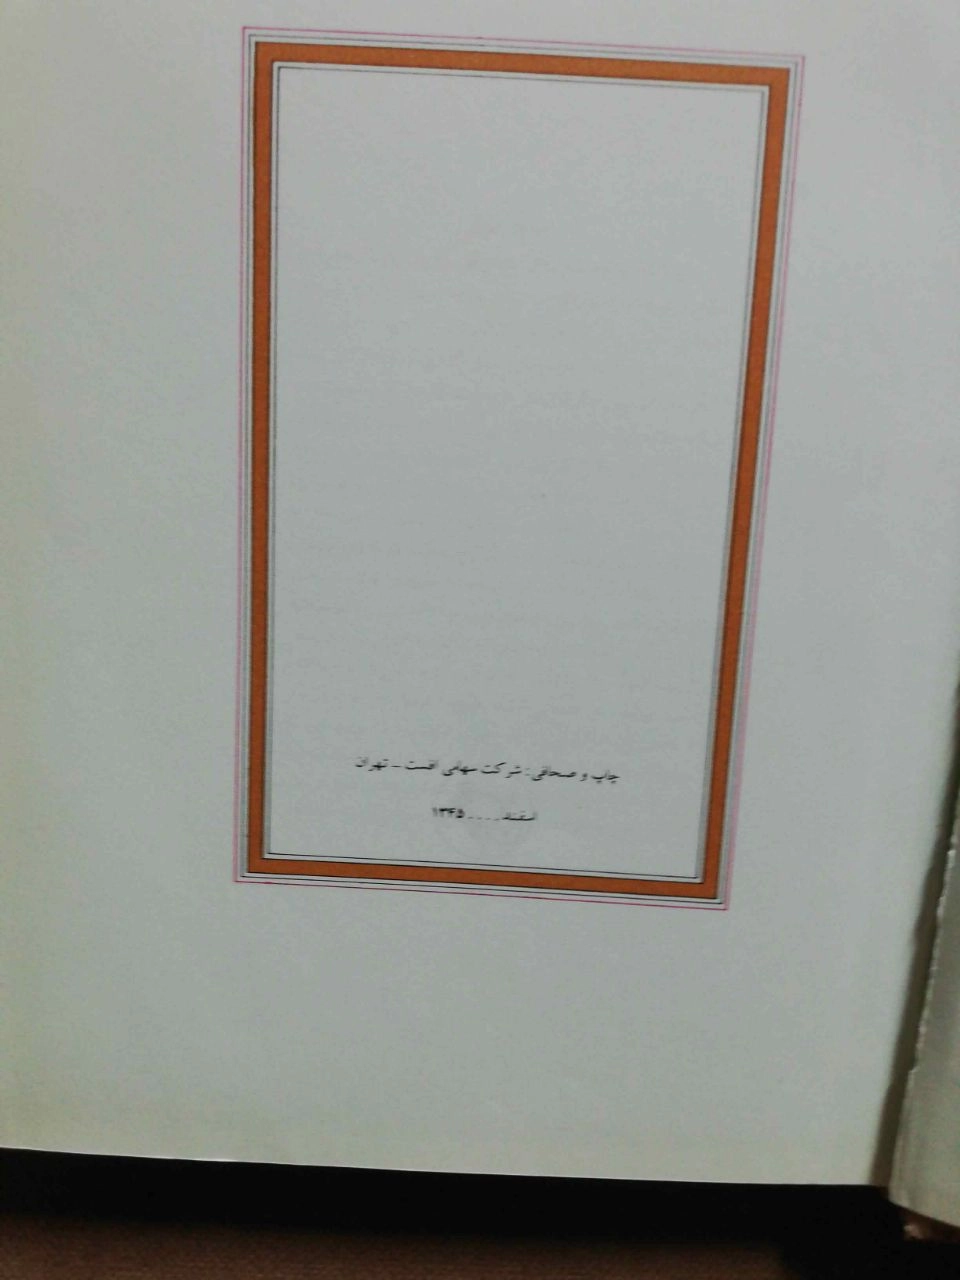 چاپ و صحافی: شرکت سهامی افست ـ تهران
اسفند .... ۱۳۴۵